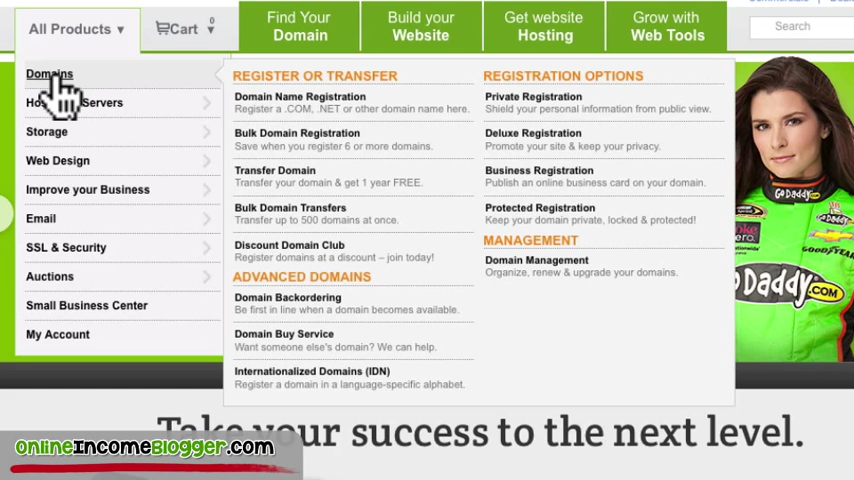 All Products ▾
Cart 0 ▾
Find Your
Domain
Build your
Website
Get website
Hosting
Grow with
Web Tools
Search
Domains
Servers
Storage
Web Design
Improve your Business
Email
SSL & Security
Auctions
Small Business Center
My Account
REGISTER OR TRANSFER
Domain Name Registration
Register a .COM, .NET or other domain name here.
Bulk Domain Registration
Save when you register 6 or more domains.
Transfer Domain
Transfer your domain & get 1 year FREE.
Bulk Domain Transfers
Transfer up to 500 domains at once.
Discount Domain Club
Register domains at a discount – join today!
ADVANCED DOMAINS
Domain Backordering
Be first in line when a domain becomes available.
Domain Buy Service
Want someone else's domain? We can help.
Internationalized Domains (IDN)
Register a domain in a language-specific alphabet.
REGISTRATION OPTIONS
Private Registration
Shield your personal information from public view.
Deluxe Registration
Promote your site & keep your privacy.
Business Registration
Publish an online business card on your domain.
Protected Registration
Keep your domain private, locked & protected!
MANAGEMENT
Domain Management
Organize, renew & upgrade your domains.
Go Daddy
GOODYEAR
Go Daddy
GoDaddy.COM
Take your success to the next level.
OnlineIncomeBlogger.com